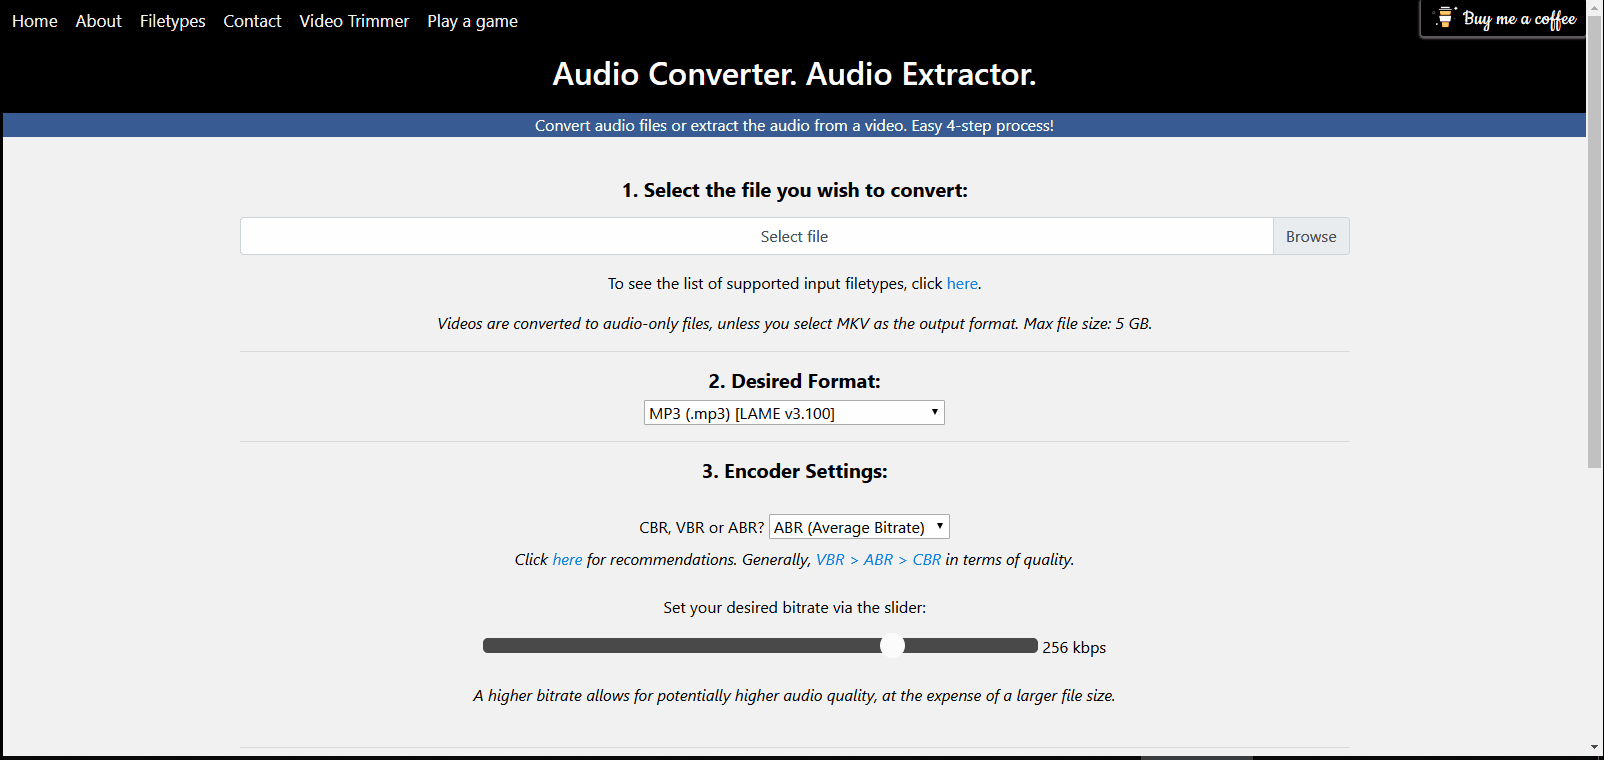 Home About Filetypes Contact Video Trimmer Play a game
Buy me a coffee
Audio Converter. Audio Extractor.
Convert audio files or extract the audio from a video. Easy 4-step process!
1. Select the file you wish to convert:
Select file Browse
To see the list of supported input filetypes, click here.
Videos are converted to audio-only files, unless you select MKV as the output format. Max file size: 5 GB.
2. Desired Format:
MP3 (.mp3) [LAME v3.100]
3. Encoder Settings:
CBR, VBR or ABR? ABR (Average Bitrate)
Click here for recommendations. Generally, VBR > ABR > CBR in terms of quality.
Set your desired bitrate via the slider:
256 kbps
A higher bitrate allows for potentially higher audio quality, at the expense of a larger file size.